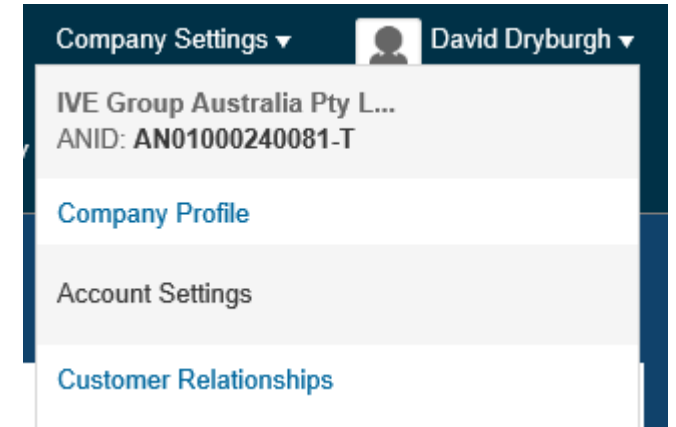 Company Settings ▾ David Dryburgh ▾
IVE Group Australia Pty L...
ANID: AN01000240081-T
Company Profile
Account Settings
Customer Relationships